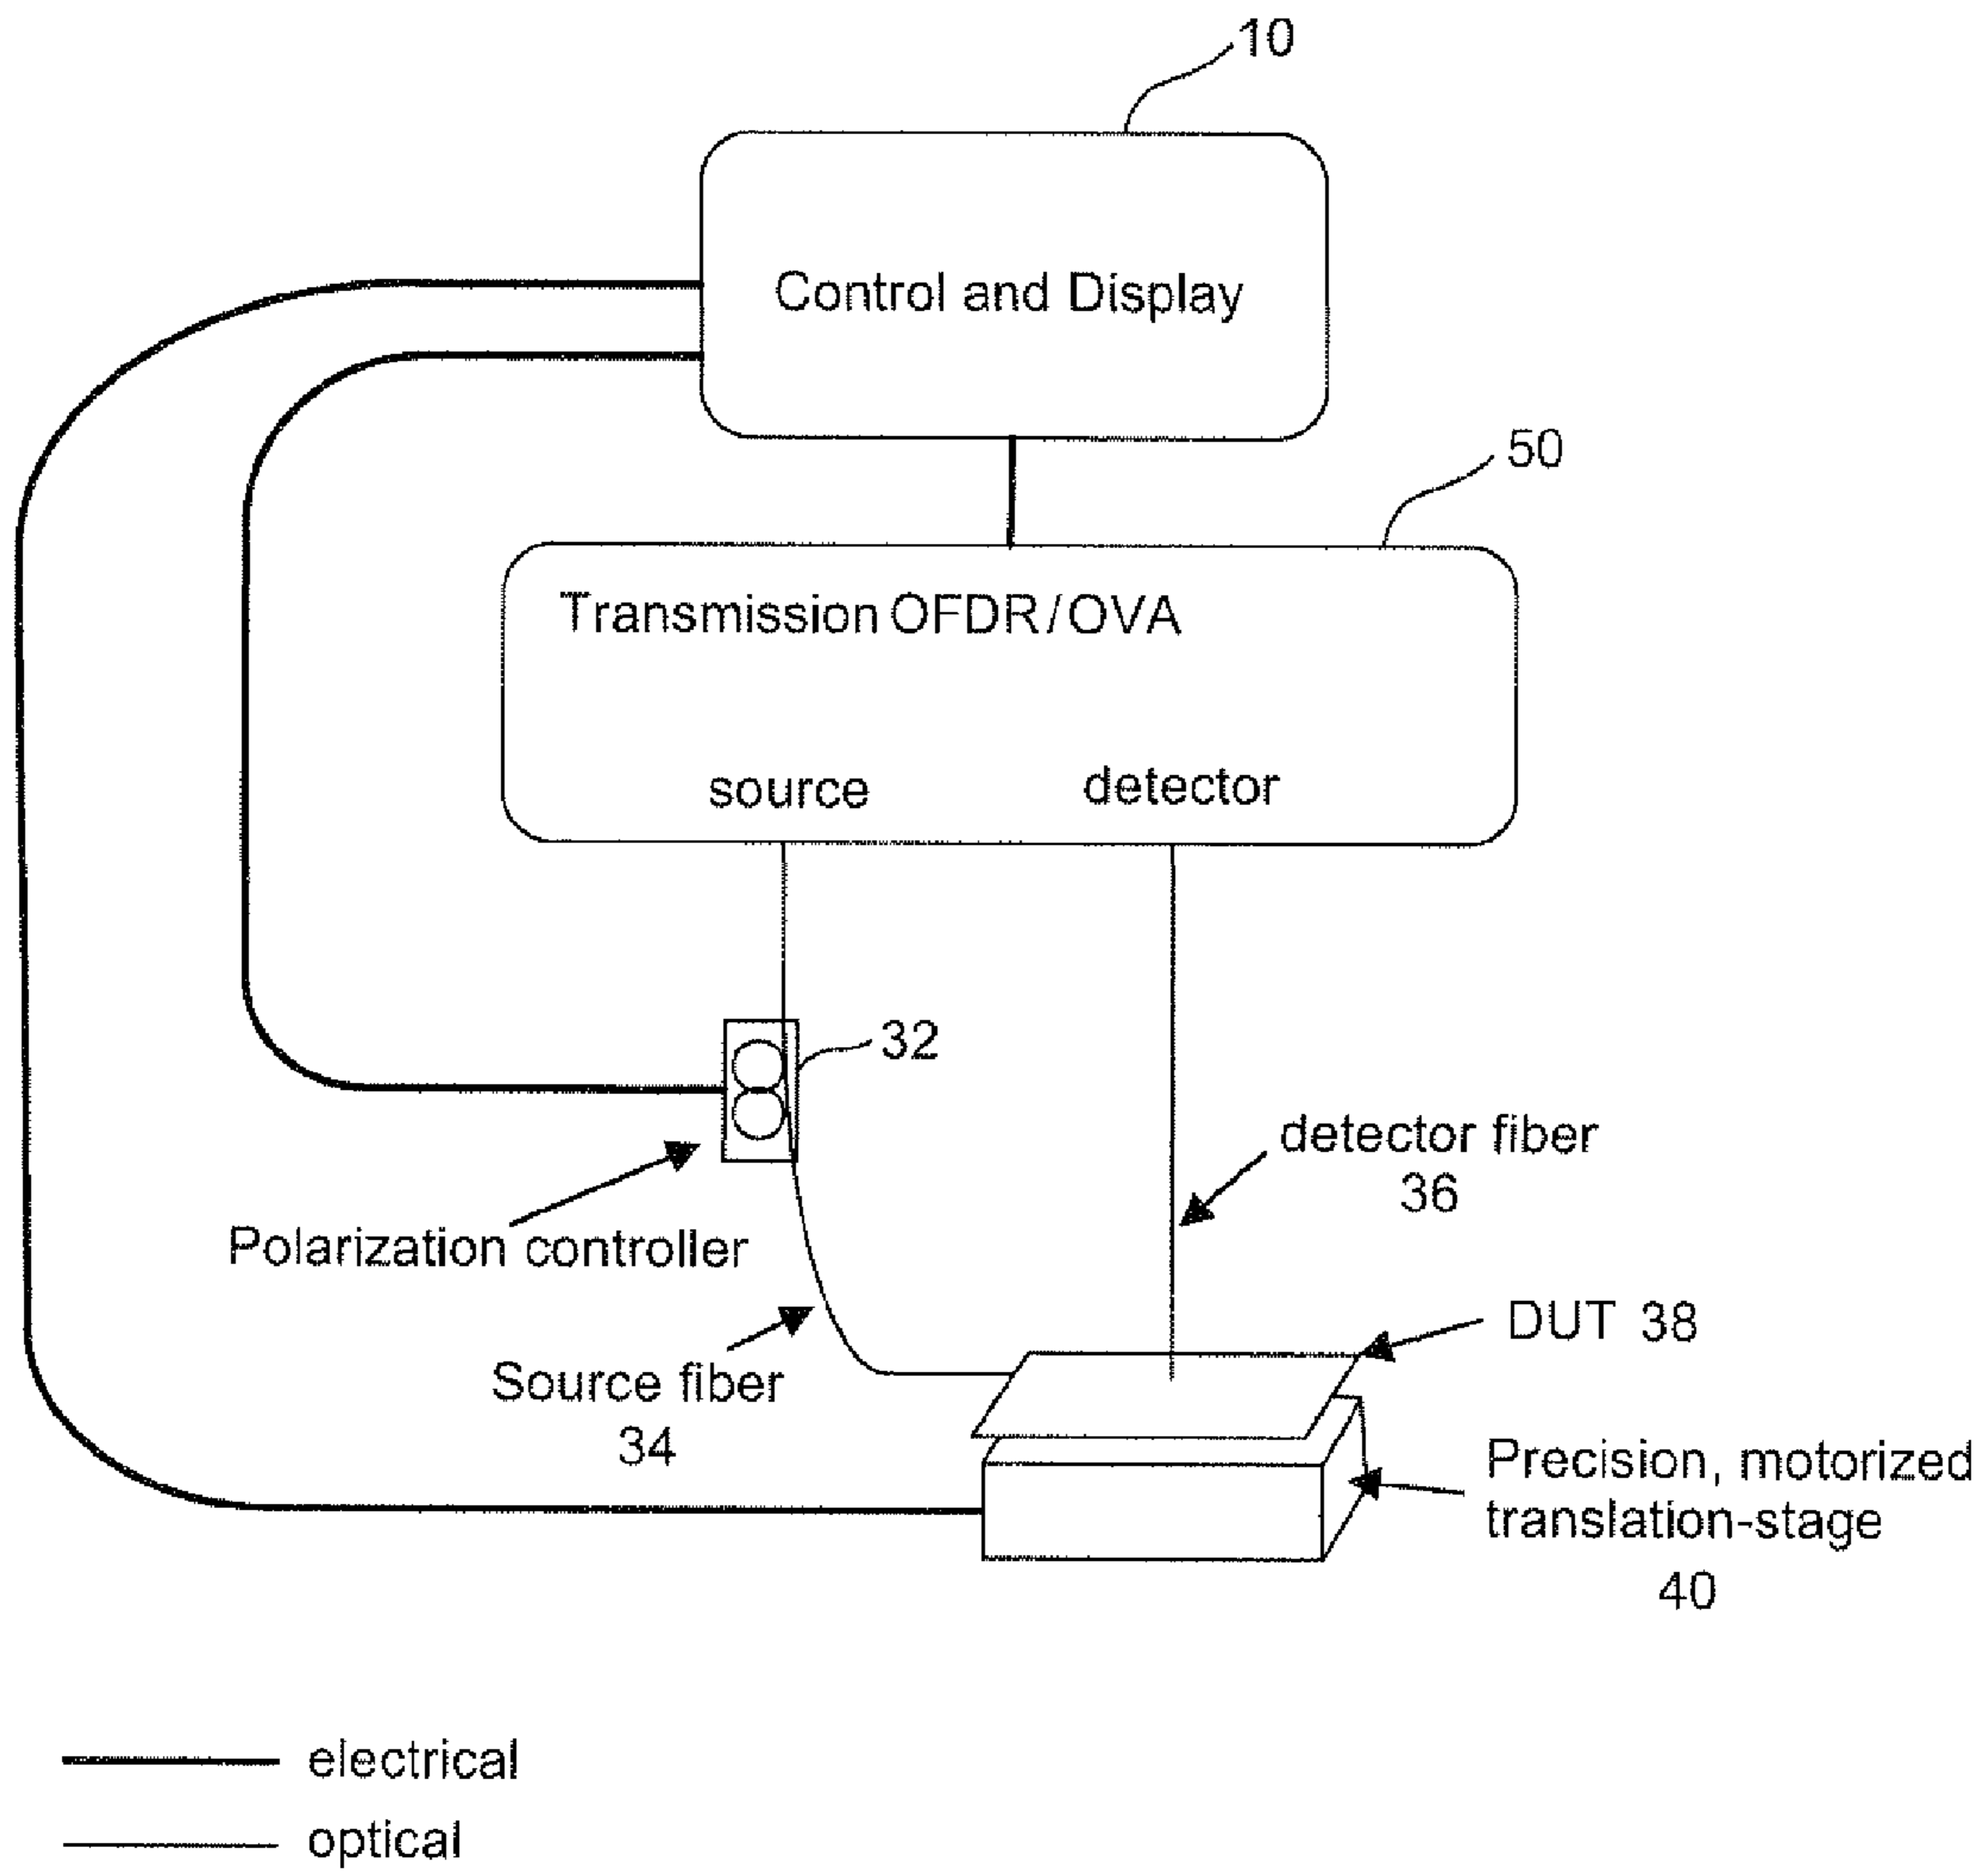 10
Control and Display
50
Transmission OFDR/OVA
source
detector
32
detector fiber
36
Polarization controller
DUT 38
Source fiber
34
Precision, motorized
translation-stage
40
electrical
optical